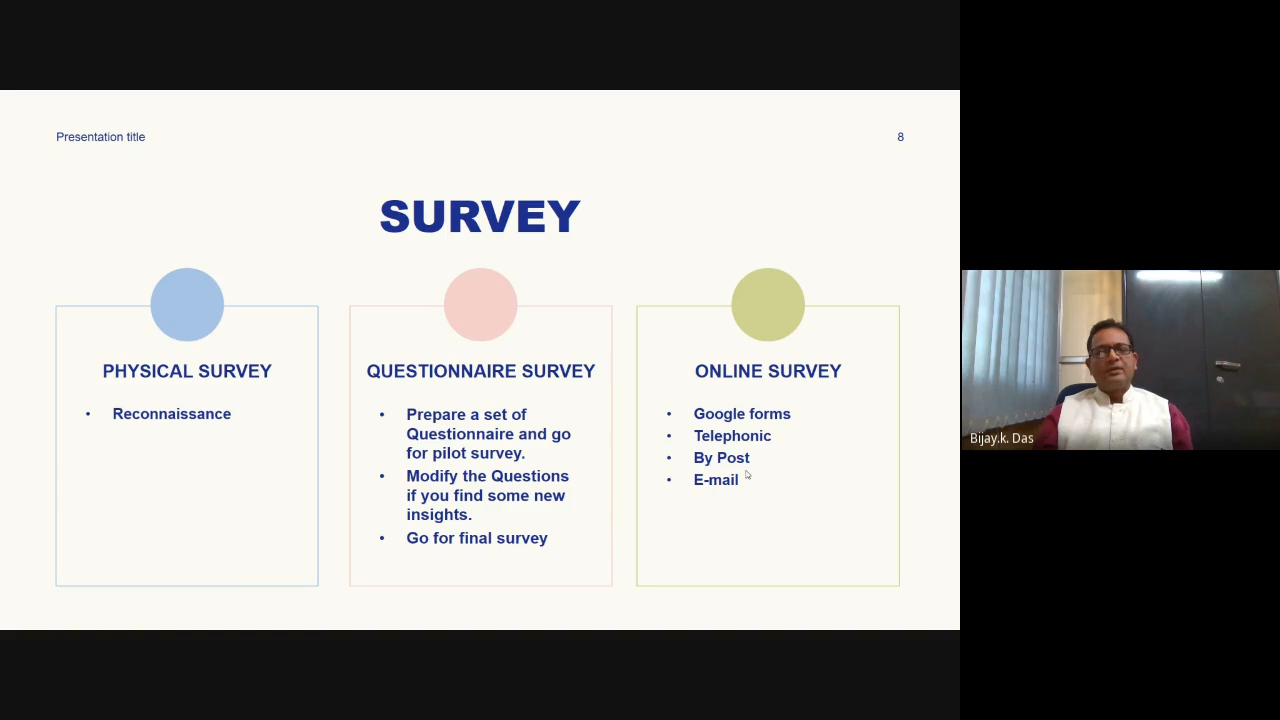 Presentation title
8
SURVEY
PHYSICAL SURVEY
• Reconnaissance
QUESTIONNAIRE SURVEY
• Prepare a set of
Questionnaire and go
for pilot survey.
• Modify the Questions
if you find some new
insights.
• Go for final survey
ONLINE SURVEY
• Google forms
• Telephonic
• By Post
• E-mail
Bijay.k. Das